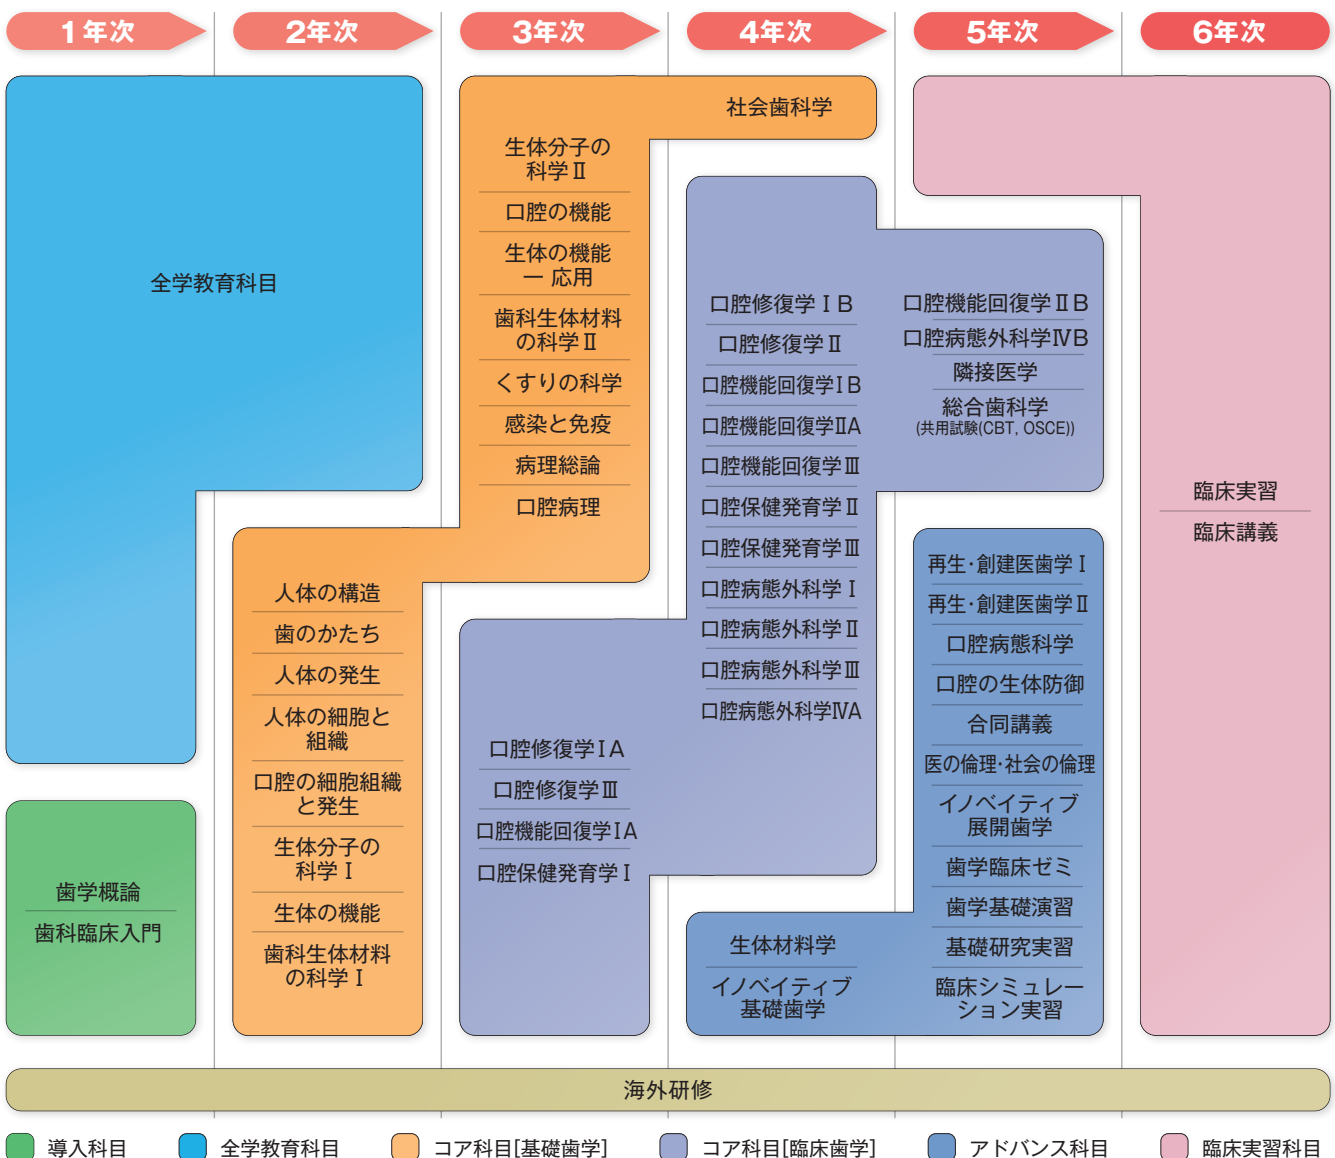 1年次
2年次
3年次
4年次
5年次
6年次
全学教育科目
歯学概論
歯科臨床入門
人体の構造
歯のかたち
人体の発生
人体の細胞と
組織
口腔の細胞組織
と発生
生体分子の
科学Ⅰ
生体の機能
歯科生体材料
の科学Ⅰ
社会歯科学
生体分子の
科学Ⅱ
口腔の機能
生体の機能
― 応用
歯科生体材料
の科学Ⅱ
くすりの科学
感染と免疫
病理総論
口腔病理
口腔修復学ⅠA
口腔修復学Ⅲ
口腔機能回復学ⅠA
口腔保健発育学Ⅰ
口腔修復学ⅠB
口腔修復学Ⅱ
口腔機能回復学ⅠB
口腔機能回復学ⅡA
口腔機能回復学Ⅲ
口腔保健発育学Ⅱ
口腔保健発育学Ⅲ
口腔病態外科学Ⅰ
口腔病態外科学Ⅱ
口腔病態外科学Ⅲ
口腔病態外科学ⅣA
口腔機能回復学ⅡB
口腔病態外科学ⅣB
隣接医学
総合歯科学
(共用試験(CBT, OSCE))
生体材料学
イノベイティブ
基礎歯学
再生・創建医歯学Ⅰ
再生・創建医歯学Ⅱ
口腔病態科学
口腔の生体防御
合同講義
医の倫理・社会の倫理
イノベイティブ
展開歯学
歯学臨床ゼミ
歯学基礎演習
基礎研究実習
臨床シミュレー
ション実習
臨床実習
臨床講義
海外研修
導入科目
全学教育科目
コア科目[基礎歯学]
コア科目[臨床歯学]
アドバンス科目
臨床実習科目